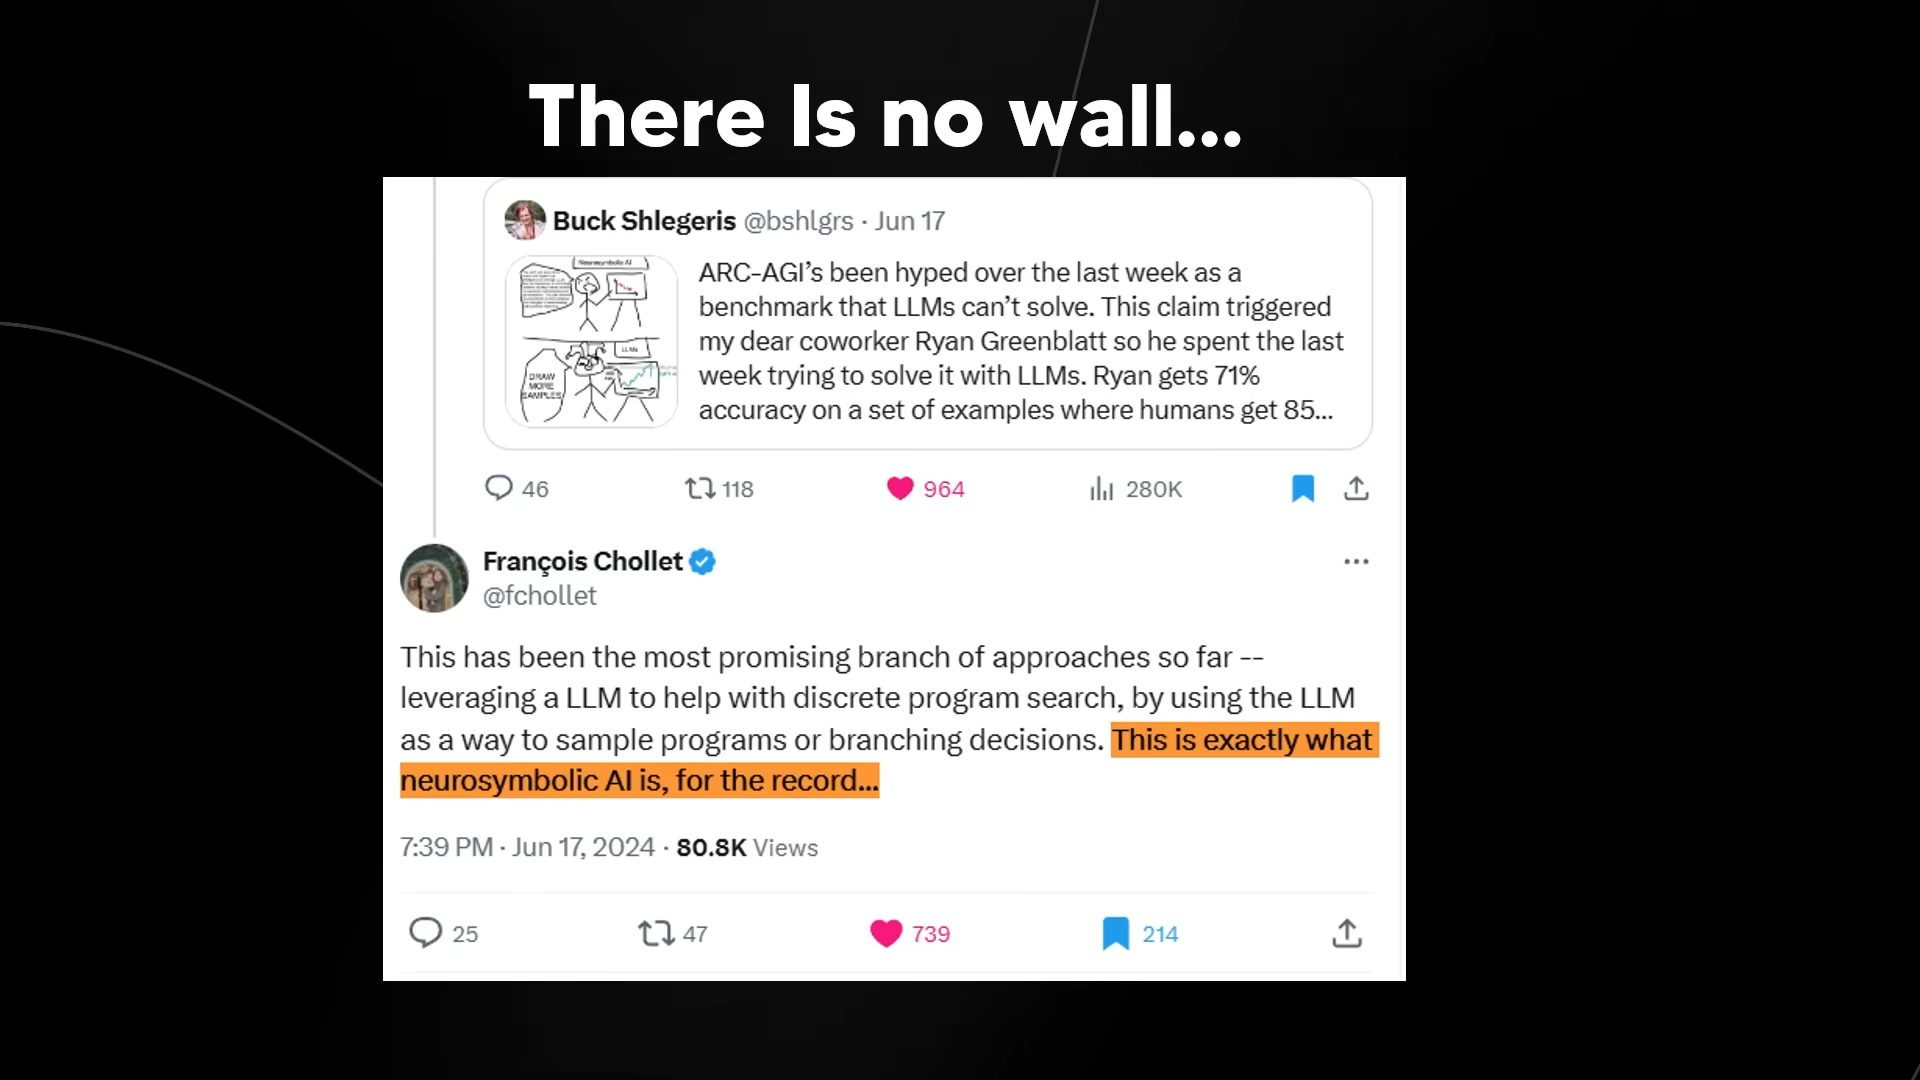 There Is no wall...
Buck Shlegeris @bshlgrs · Jun 17
Neurosymbolic AI
ARC-AGI’s been hyped over the last week as a
benchmark that LLMs can’t solve. This claim triggered
my dear coworker Ryan Greenblatt so he spent the last
week trying to solve it with LLMs. Ryan gets 71%
accuracy on a set of examples where humans get 85...
LLMs
DRAW
MORE
SAMPLES
46 118 964 280K
François Chollet
@fchollet
This has been the most promising branch of approaches so far --
leveraging a LLM to help with discrete program search, by using the LLM
as a way to sample programs or branching decisions. This is exactly what
neurosymbolic AI is, for the record...
7:39 PM · Jun 17, 2024 · 80.8K Views
25 47 739 214